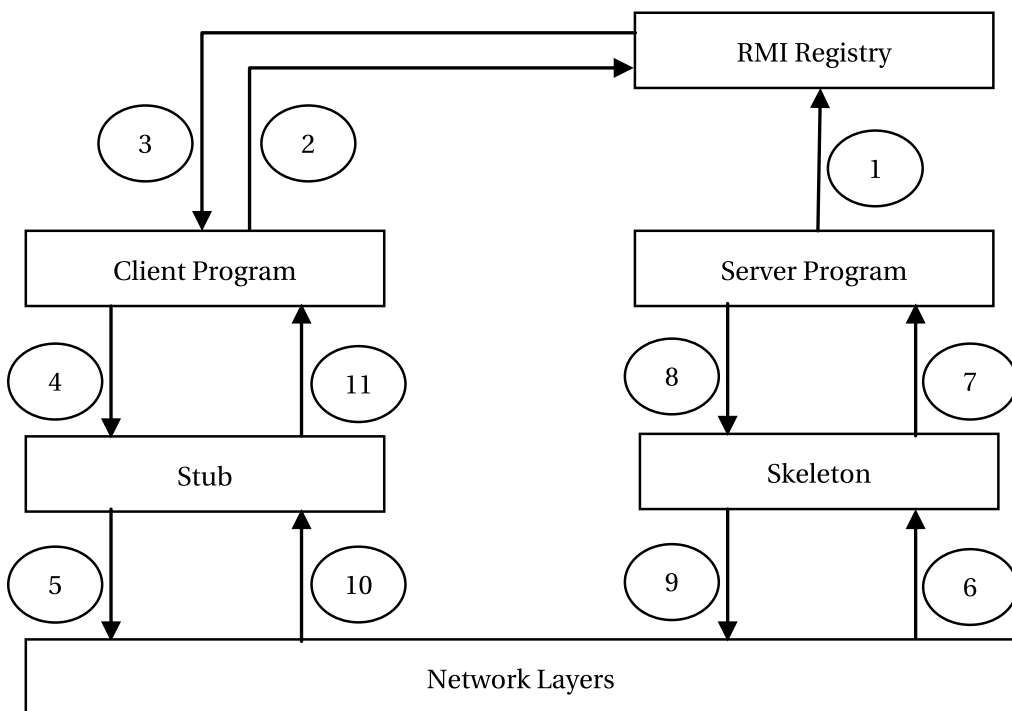 RMI Registry
3
2
1
Client Program
Server Program
4
11
8
7
Stub
Skeleton
5
10
9
6
Network Layers